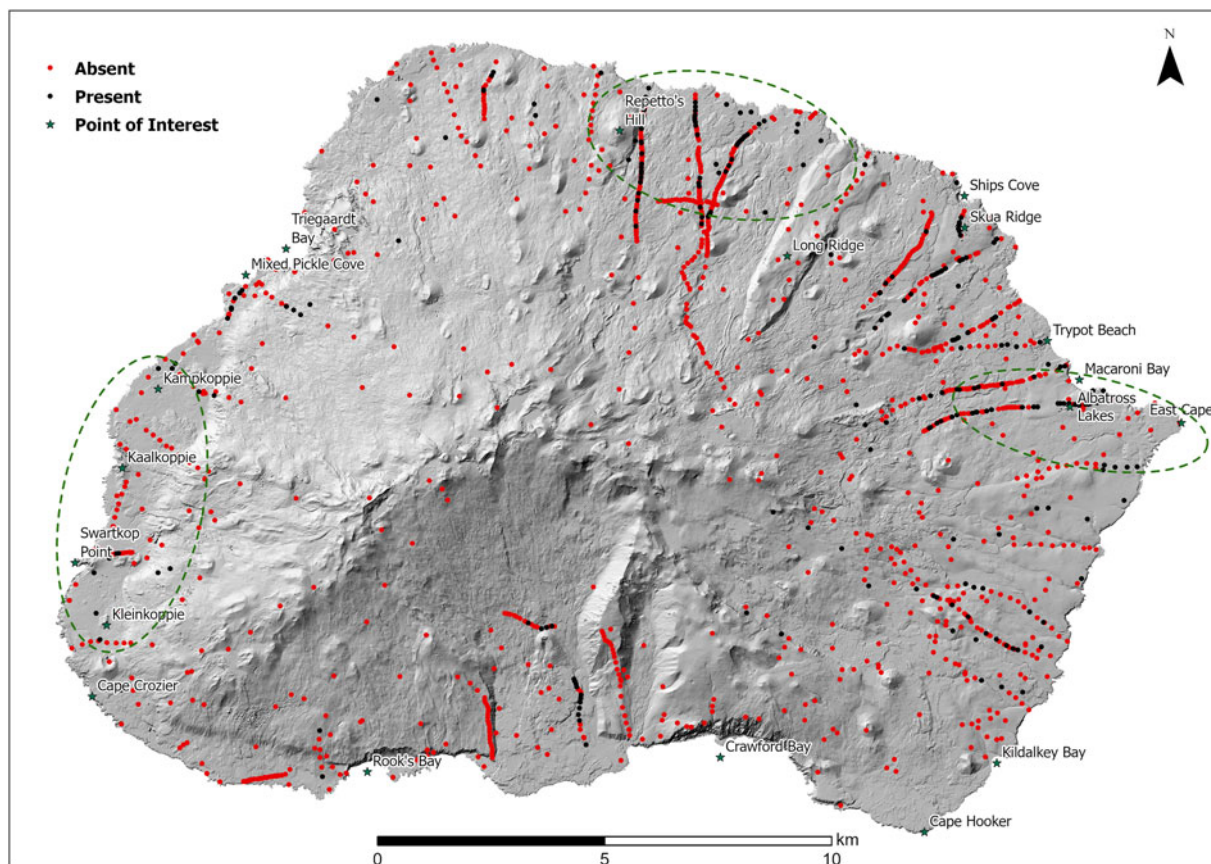 N
Absent
Present
Point of Interest
Repetto's
Hill
Ships Cove
Skua Ridge
Triegaardt
Bay
Long Ridge
Mixed Pickle Cove
Trypot Beach
Macaroni Bay
Kampkoppie
Albatross
Lakes
East Cape
Kaalkoppie
Swartkop
Point
Kleinkoppie
Cape Crozier
Crawford Bay
Rook's Bay
Kildalkey Bay
Cape Hooker
km
0
5
10